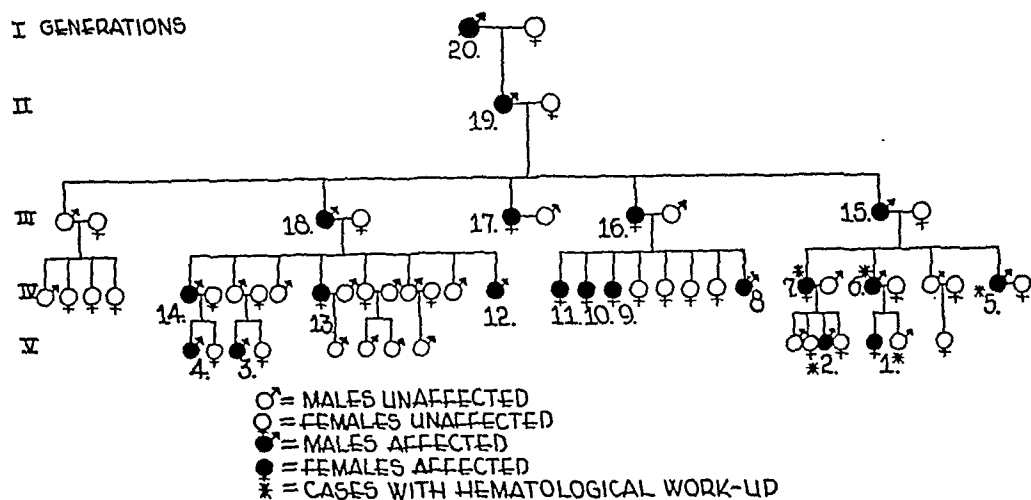 I GENERATIONS
20.
II
19.
III
18. 17. 16. 15.
IV
14. 13. 12. 11. 10. 9. 8 *7. *6. *5.
V
4. 3. *2. 1.*
♂ = MALES UNAFFECTED
♀ = FEMALES UNAFFECTED
♂ = MALES AFFECTED
♀ = FEMALES AFFECTED
* = CASES WITH HEMATOLOGICAL WORK-UP